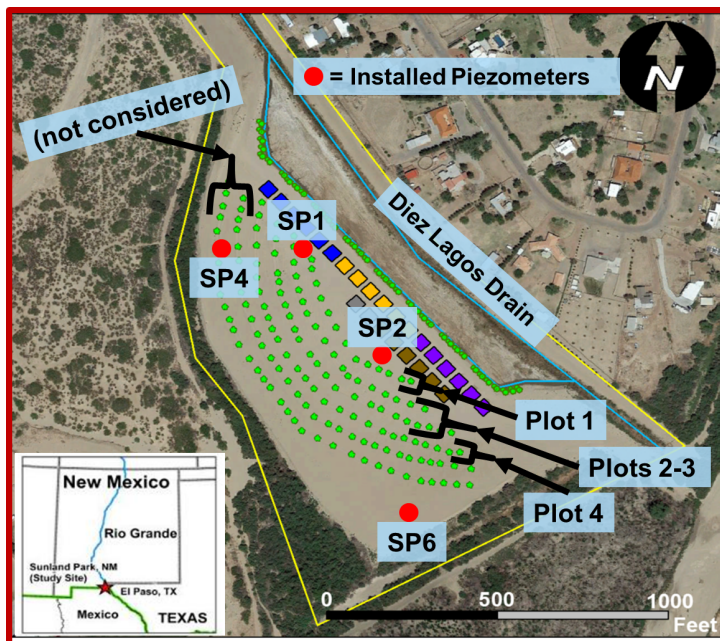 N
= Installed Piezometers
(not considered)
SP1
Diez Lagos Drain
SP4
SP2
Plot 1
Plots 2-3
Plot 4
SP6
New Mexico
Rio Grande
Sunland Park, NM
(Study Site)
El Paso, TX
Mexico
TEXAS
0
500
1000
Feet